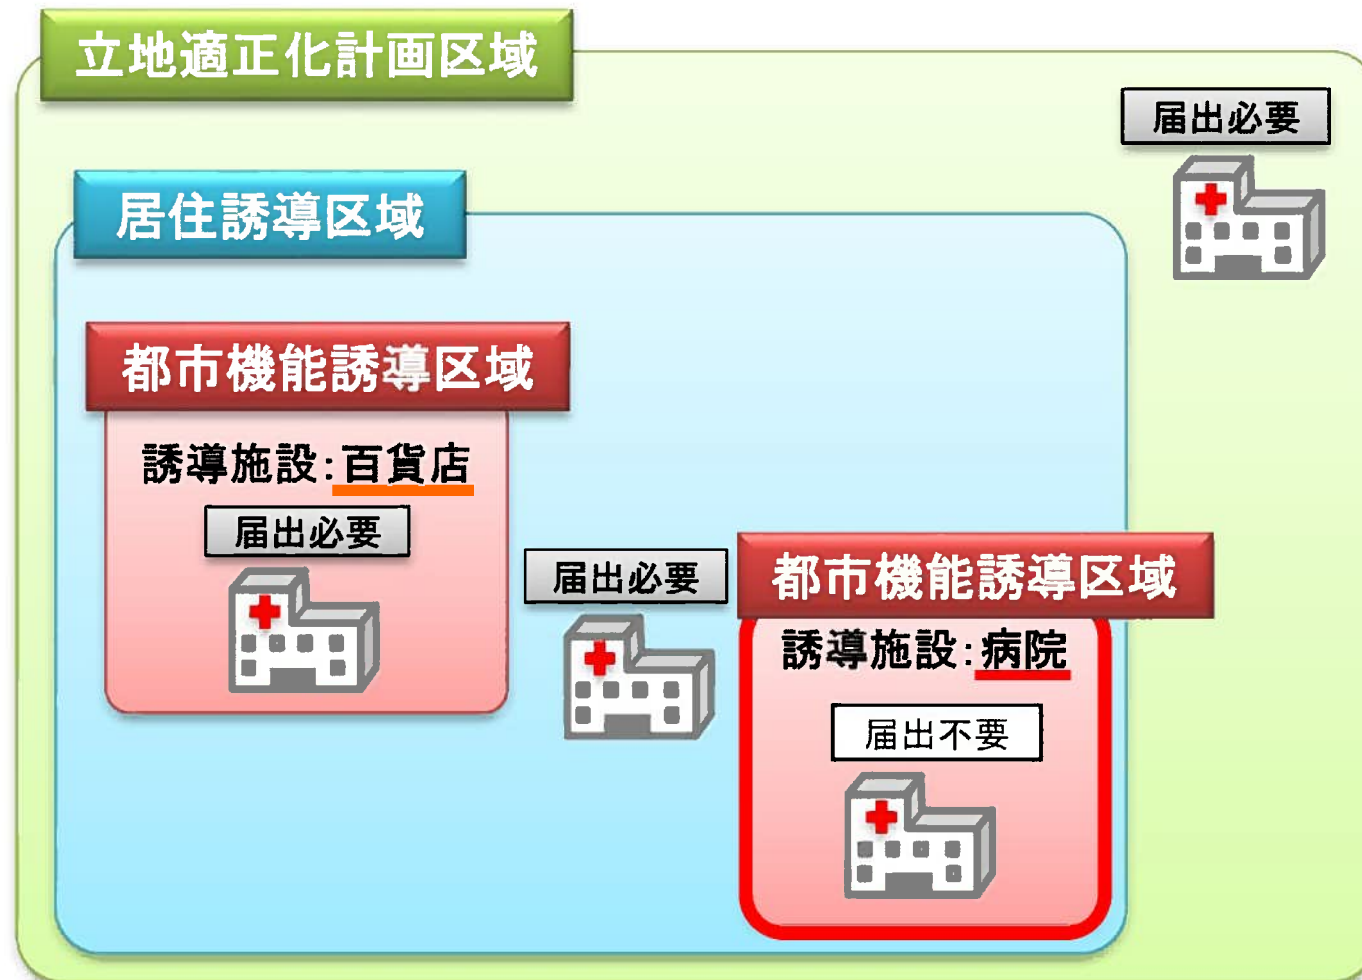 立地適正化計画区域
届出必要
居住誘導区域
都市機能誘導区域
誘導施設:百貨店
届出必要
届出必要
都市機能誘導区域
誘導施設:病院
届出不要